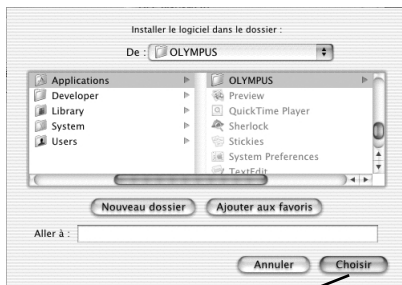 Installer le logiciel dans le dossier :
De : OLYMPUS
Applications
Developer
Library
System
Users
OLYMPUS
Preview
QuickTime Player
Sherlock
Stickies
System Preferences
TextEdit
Nouveau dossier
Ajouter aux favoris
Aller à :
Annuler
Choisir